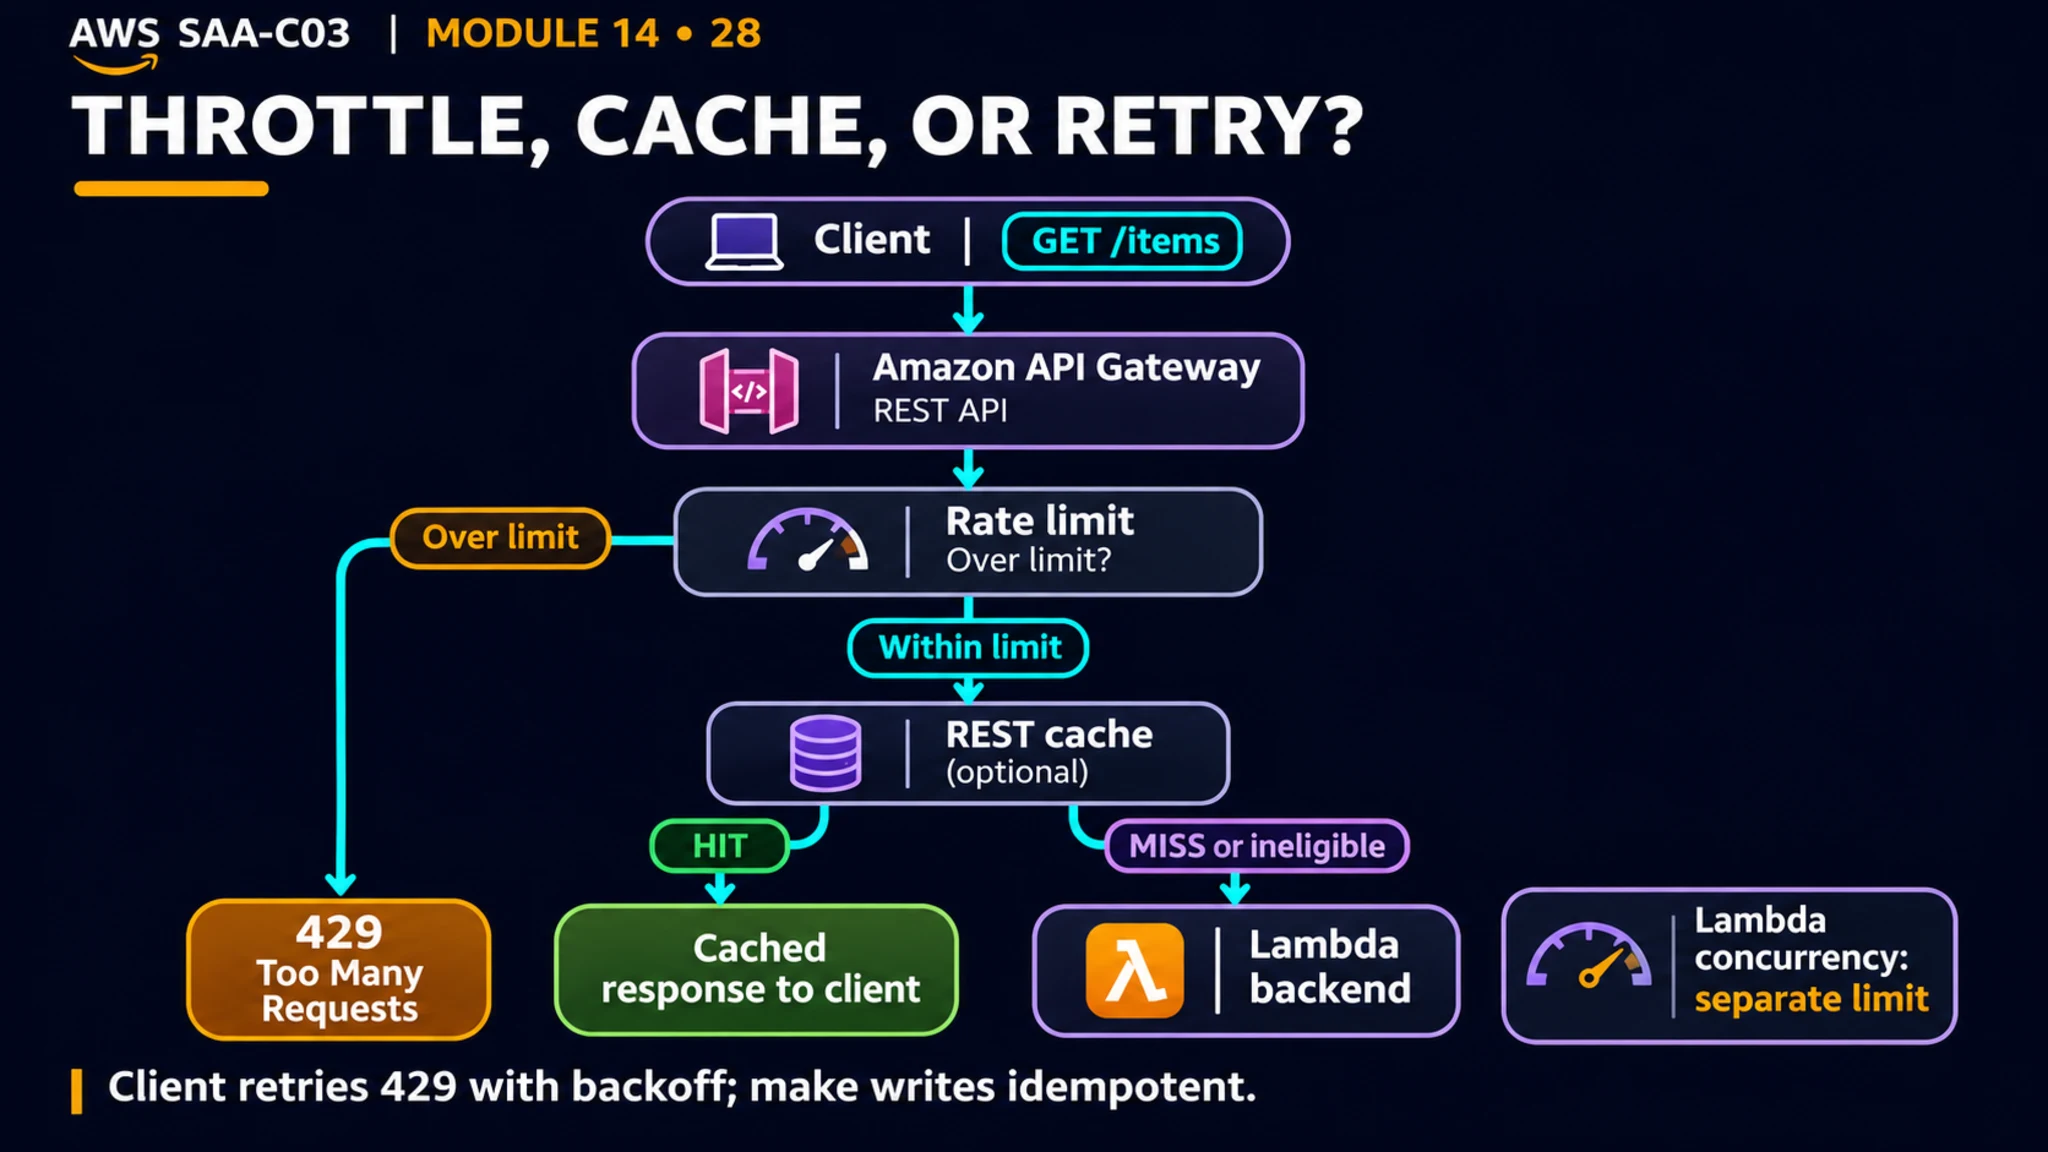 AWS SAA-C03 | MODULE 14 • 28
THROTTLE, CACHE, OR RETRY?
Client | GET /items
Amazon API Gateway
REST API
</>
Rate limit
Over limit?
Over limit
Within limit
REST cache
(optional)
HIT
MISS or ineligible
429
Too Many
Requests
Cached
response to client
λ
Lambda
backend
Lambda
concurrency:
separate limit
Client retries 429 with backoff; make writes idempotent.